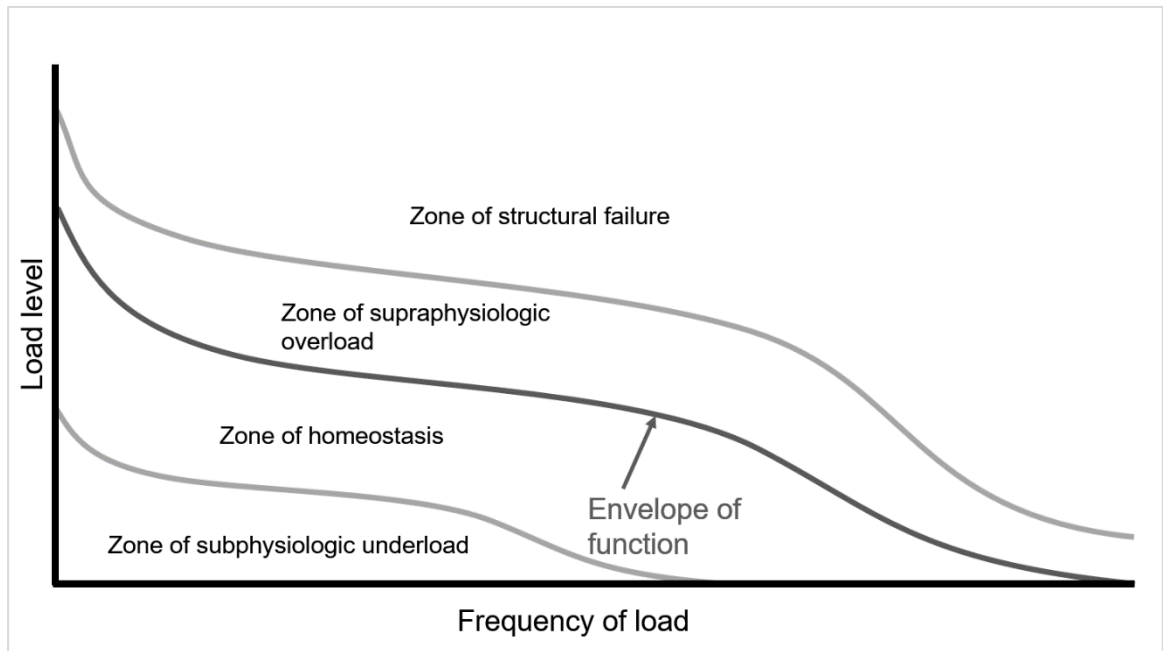 Zone of structural failure
Zone of supraphysiologic
overload
Load level
Zone of homeostasis
Envelope of
function
Zone of subphysiologic underload
Frequency of load